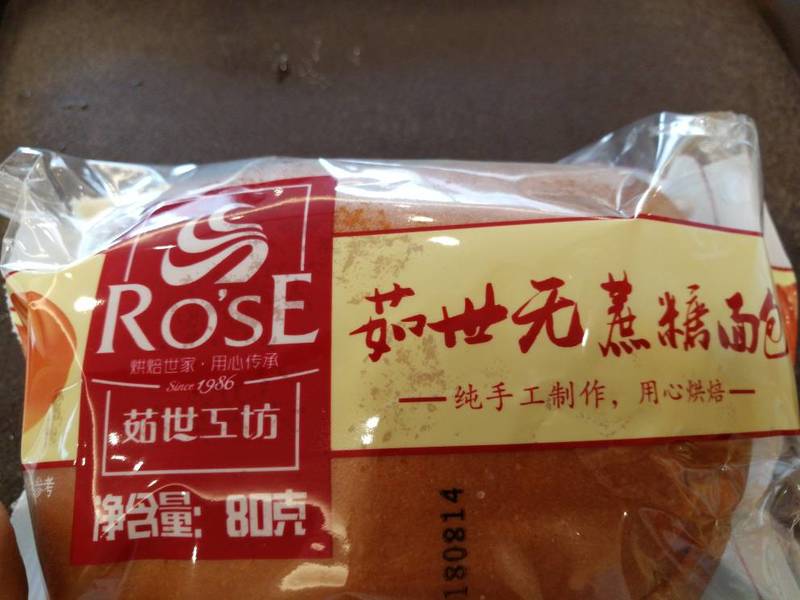 RO'SE
烘焙世家·用心传承
Since 1986
茹世工坊
净含量: 80克
茹世无蔗糖面包
纯手工制作，用心烘焙
参考
180814